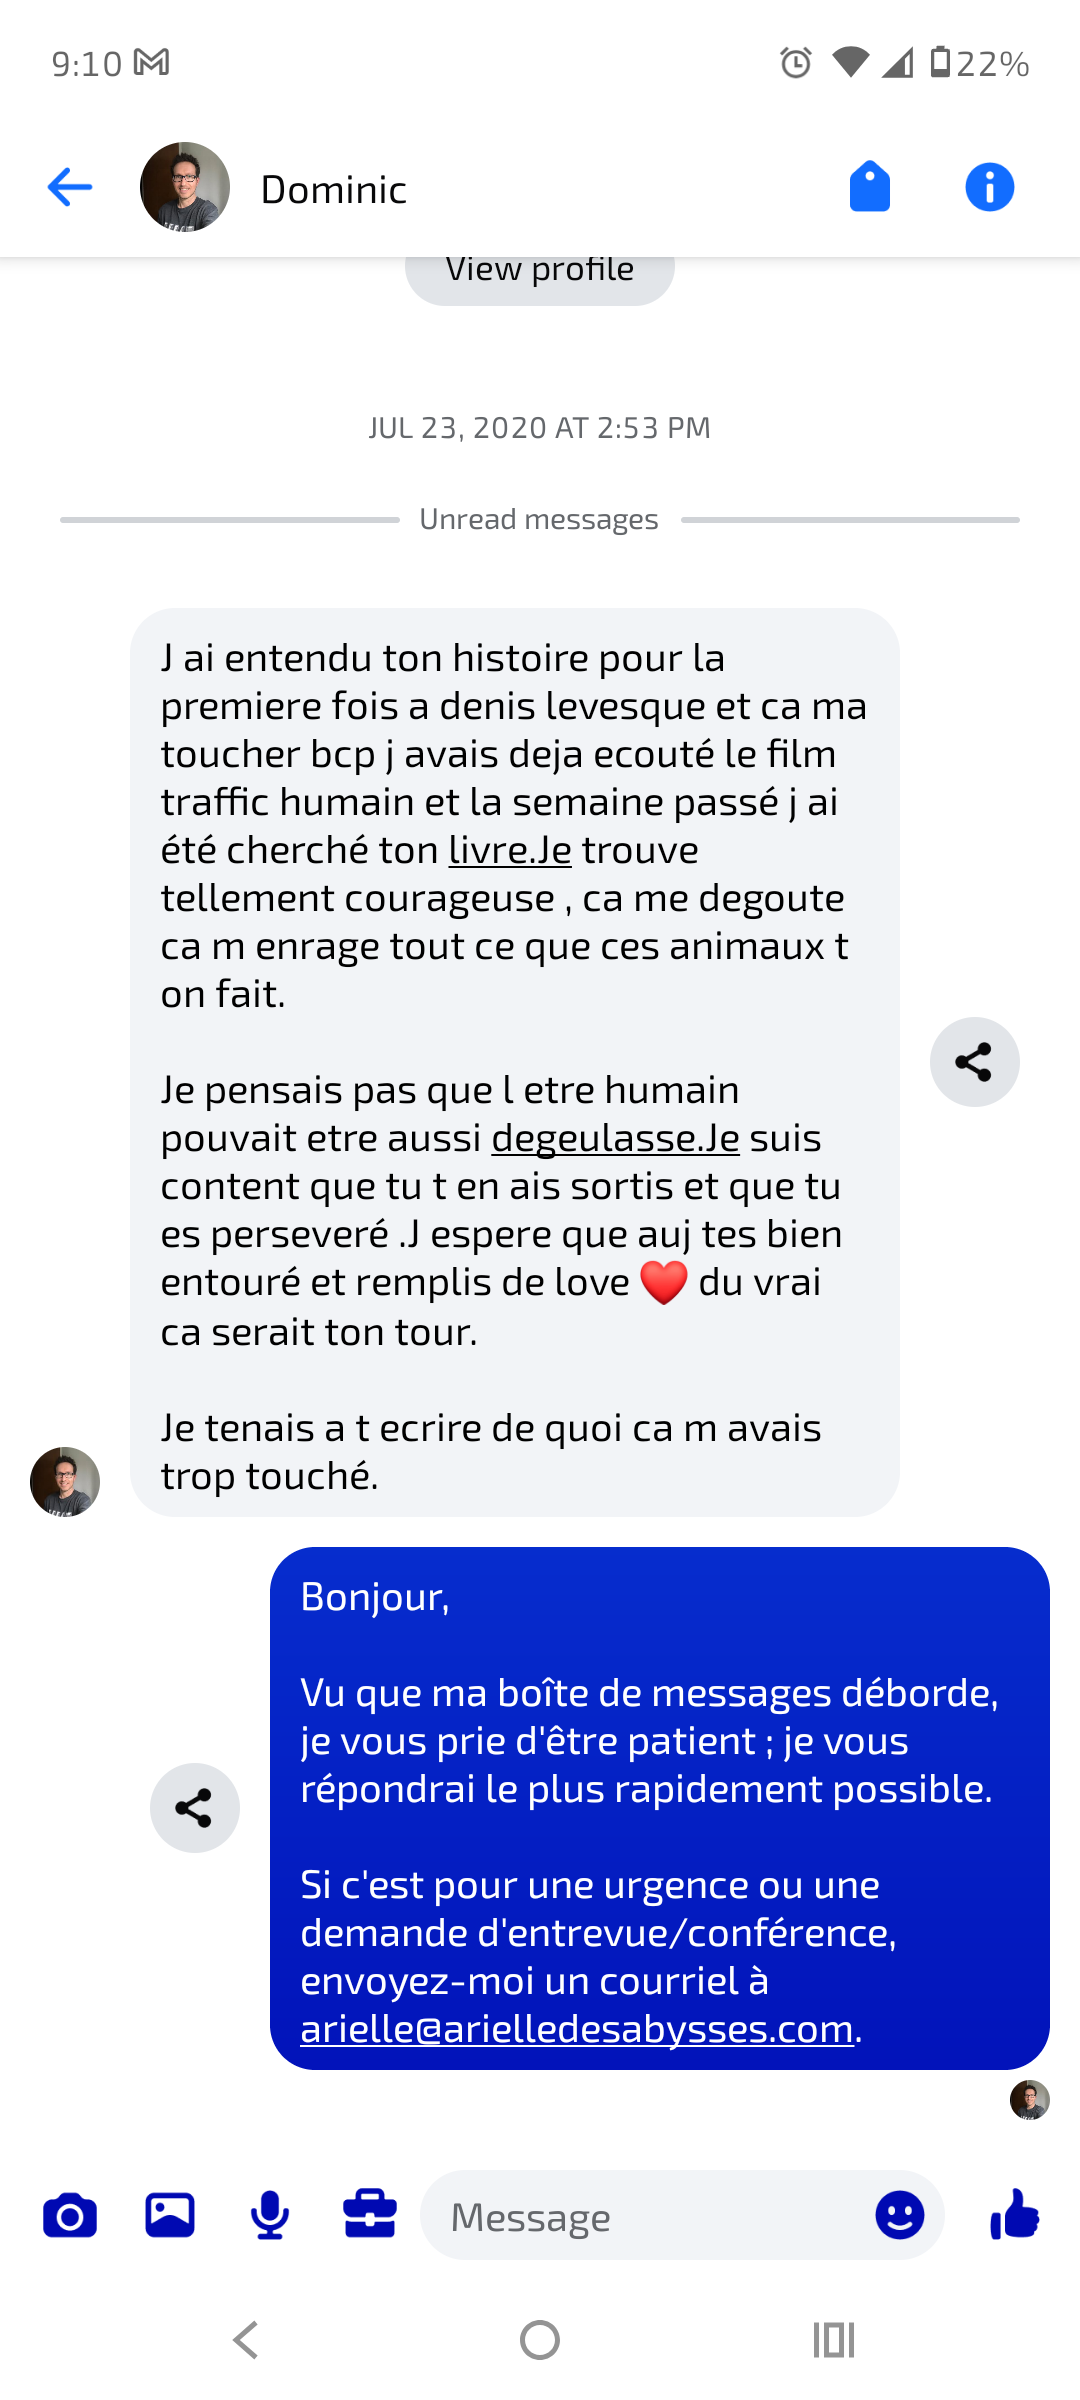 9:10
22%
Dominic
View profile
JUL 23, 2020 AT 2:53 PM
Unread messages
J ai entendu ton histoire pour la
premiere fois a denis levesque et ca ma
toucher bcp j avais deja ecouté le film
traffic humain et la semaine passé j ai
été cherché ton livre.Je trouve
tellement courageuse , ca me degoute
ca m enrage tout ce que ces animaux t
on fait.
Je pensais pas que l etre humain
pouvait etre aussi degeulasse.Je suis
content que tu t en ais sortis et que tu
es perseveré .J espere que auj tes bien
entouré et remplis de love ❤️ du vrai
ca serait ton tour.
Je tenais a t ecrire de quoi ca m avais
trop touché.
Bonjour,
Vu que ma boîte de messages déborde,
je vous prie d'être patient ; je vous
répondrai le plus rapidement possible.
Si c'est pour une urgence ou une
demande d'entrevue/conférence,
envoyez-moi un courriel à
arielle@arielledesabysses.com.
Message